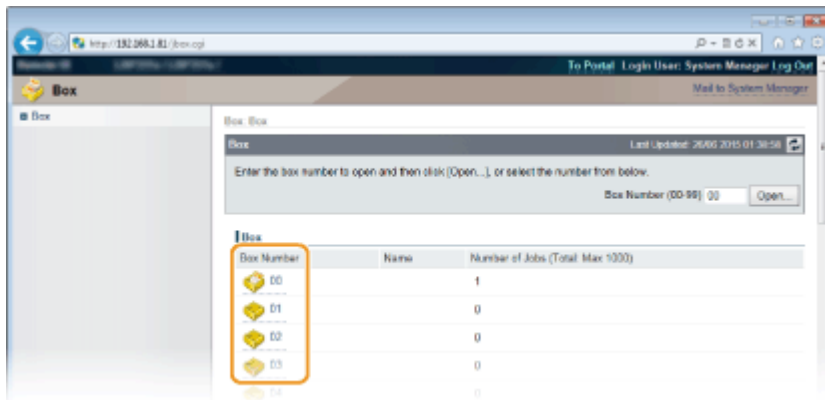 http://192.168.1.81/jbox.cgi
To Portal Login User: System Manager Log Out
Box
Mail to System Manager
Box
Box: Box
Box
Last Updated: 26/06 2015 01:38:58
Enter the box number to open and then click [Open...], or select the number from below.
Box Number (00-99) 00 Open...
Box
Box Number Name Number of Jobs (Total: Max 1000)
00 1
01 0
02 0
03 0
04 0